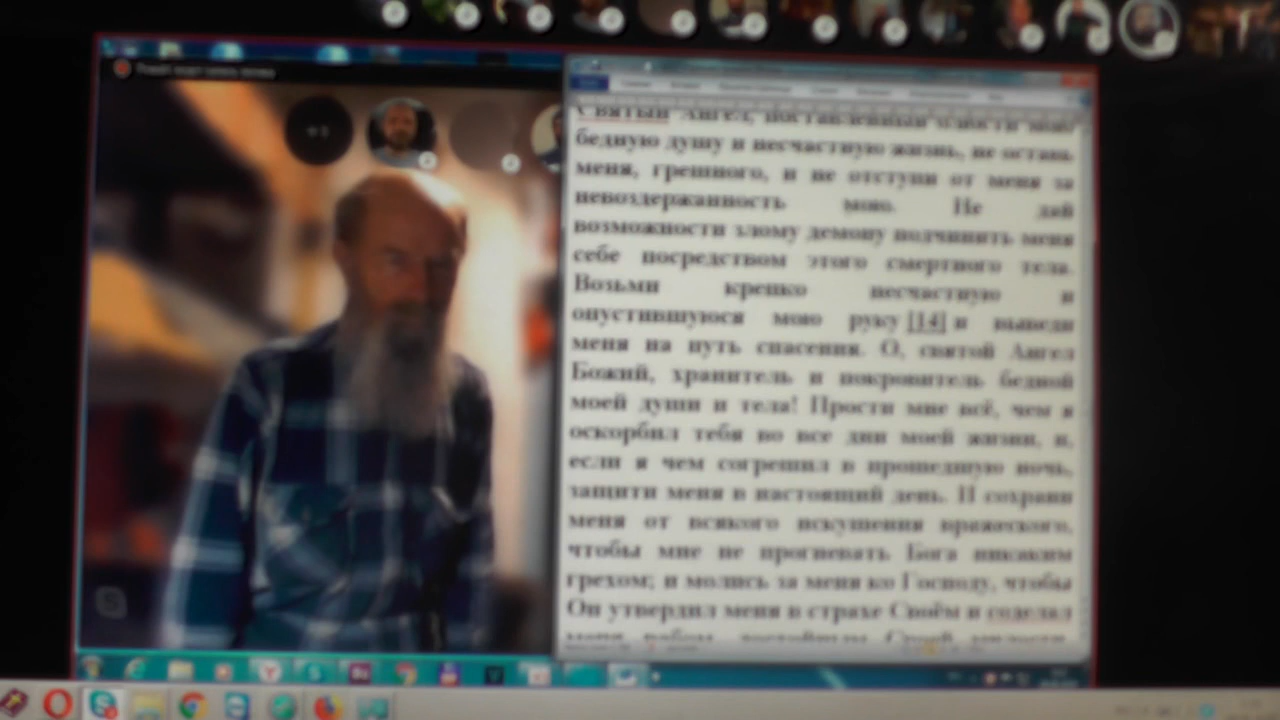 Святый Ангел, поставленный
бедную душу и несчастную жизнь, не оставь
меня, грешного, и не отступи от меня за
невоздержанность мою. Не дай
возможности злому демону подчинить меня
себе посредством этого смертного тела.
Возьми крепко несчастную и
опустившуюся мою руку [14] и выведи
меня на путь спасения. О, святой Ангел
Божий, хранитель и покровитель бедной
моей души и тела! Прости мне всё, чем я
оскорбил тебя во все дни моей жизни, и,
если я чем согрешил в прошедшую ночь,
защити меня в настоящий день. И сохрани
меня от всякого искушения вражеского,
чтобы мне не прогневать Бога никаким
грехом; и молись за меня ко Господу, чтобы
Он утвердил меня в страхе Своём и соделал
меня рабом, достойным Своей милости.